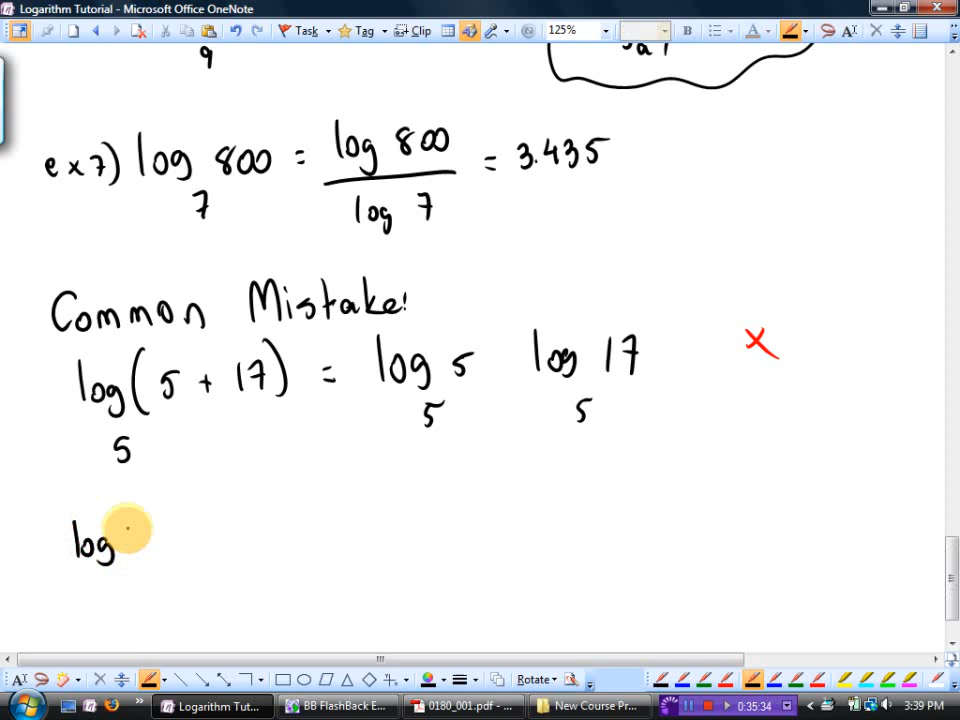 Logarithm Tutorial - Microsoft Office OneNote
Task Tag Clip 125% B A
9
ex7) log 800 = log 800 = 3.435
7 log 7
Common Mistake!
log(5 + 17) = log 5 log 17 x
5 5 5
log
Rotate
Logarithm Tut... BB FlashBack E... 0180_001.pdf - ... New Course Pr... 0:35:34 3:39 PM